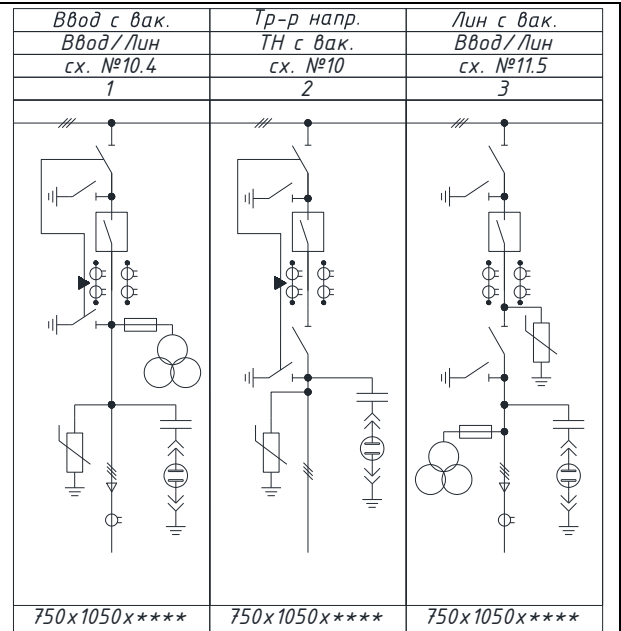 Ввод с вак. Тр-р напр. Лин с вак.
Ввод/Лин ТН с вак. Ввод/Лин
сх. №10.4 сх. №10 сх. №11.5
1 2 3
750х1050х**** 750х1050х**** 750х1050х****